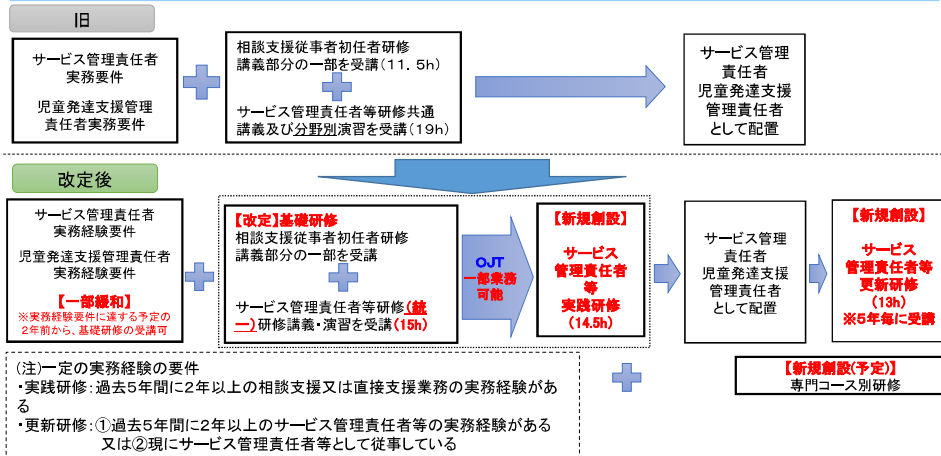 旧
サービス管理責任者
実務要件
児童発達支援管理
責任者実務要件
相談支援従事者初任者研修
講義部分の一部を受講(11．5h)
サービス管理責任者等研修共通
講義及び分野別演習を受講(19h)
サービス管理
責任者
児童発達支援
管理責任者
として配置
改定後
サービス管理責任者
実務経験要件
児童発達支援管理責任者
実務経験要件
【一部緩和】
※実務経験要件に達する予定の
2年前から、基礎研修の受講可
【改定】基礎研修
相談支援従事者初任者研修
講義部分の一部を受講
サービス管理責任者等研修(統
一)研修講義・演習を受講(15h)
OJT
一部業務
可能
【新規創設】
サービス
管理責任者
等
実践研修
(14.5h)
サービス管理
責任者
児童発達支援
管理責任者
として配置
【新規創設】
サービス
管理責任者等
更新研修
(13h)
※5年毎に受講
(注)一定の実務経験の要件
・実践研修：過去5年間に2年以上の相談支援又は直接支援業務の実務経験があ
る
・更新研修：①過去5年間に2年以上のサービス管理責任者等の実務経験がある
又は②現にサービス管理責任者等として従事している
【新規創設(予定)】
専門コース別研修